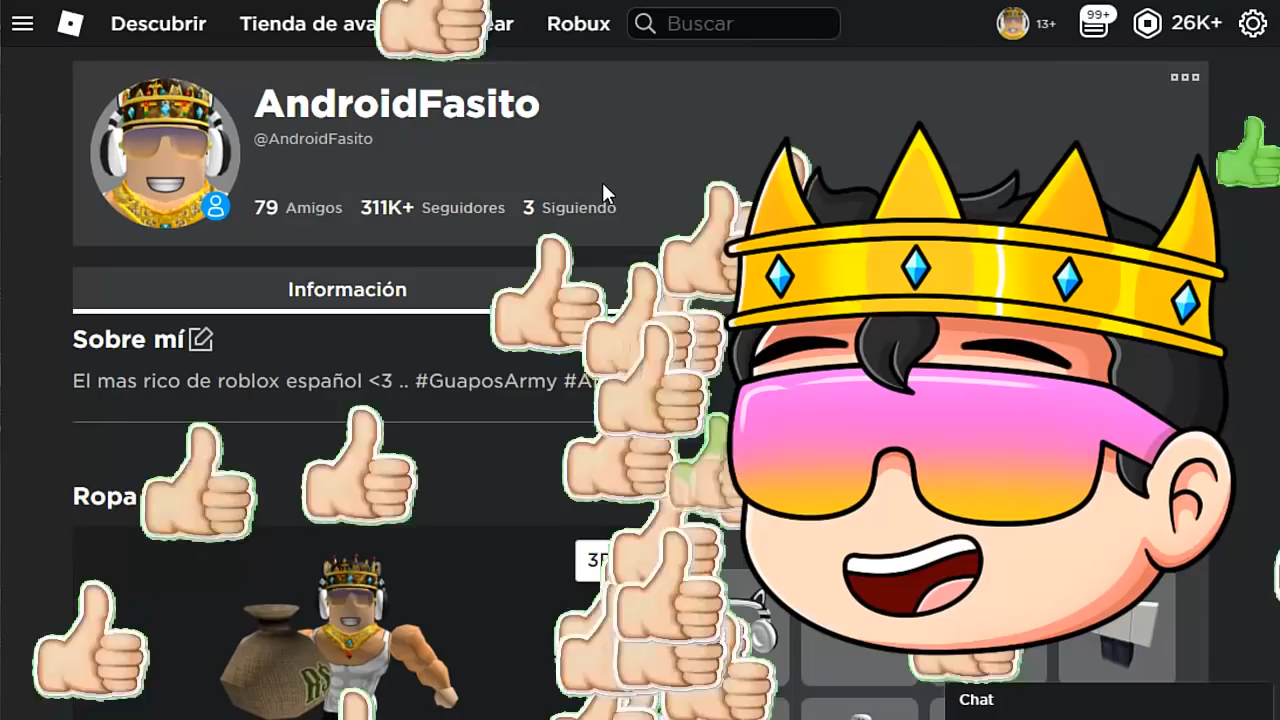 Descubrir Tienda de ava ear Robux Buscar 13+ 99+ 26K+
AndroidFasito
@AndroidFasito
79 Amigos 311K+ Seguidores 3 Siguiendo
Información
Sobre mí
El mas rico de roblox español <3 .. #GuaposArmy #A
Ropa
3D
R$
Chat